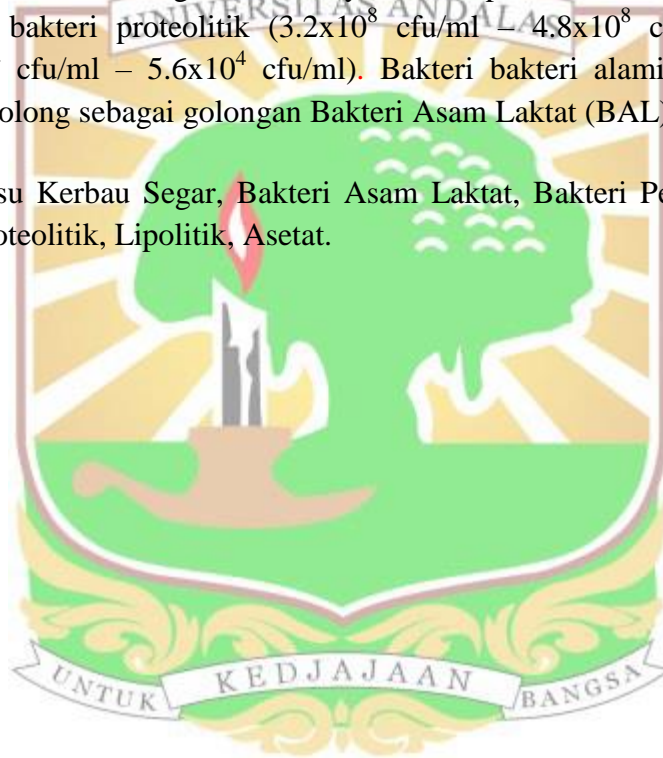 UNIVERSITAS ANDALAS
bakteri proteolitik (3.2x10⁸ cfu/ml – 4.8x10⁸ c
cfu/ml – 5.6x10⁴ cfu/ml). Bakteri bakteri alami
olong sebagai golongan Bakteri Asam Laktat (BAL)
su Kerbau Segar, Bakteri Asam Laktat, Bakteri Pe
oteolitik, Lipolitik, Asetat.
UNTUK KEDJAJAAN BANGSA